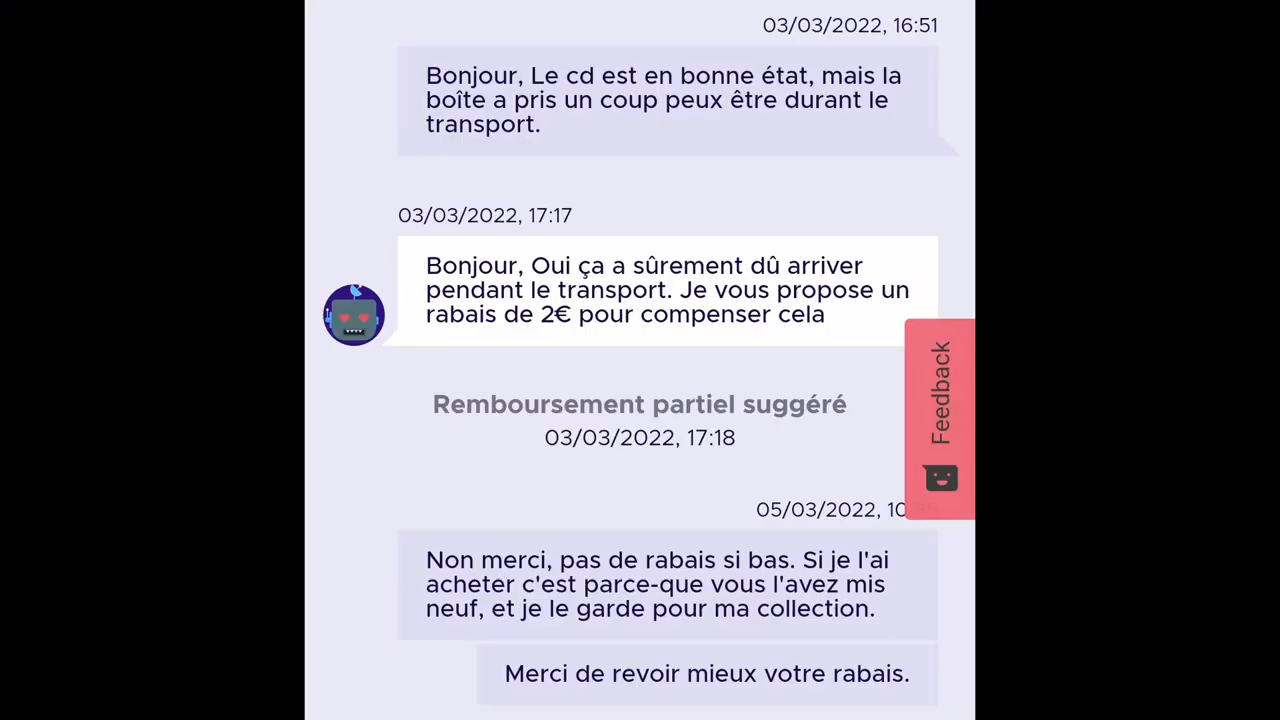 03/03/2022, 16:51
Bonjour, Le cd est en bonne état, mais la
boîte a pris un coup peux être durant le
transport.
03/03/2022, 17:17
Bonjour, Oui ça a sûrement dû arriver
pendant le transport. Je vous propose un
rabais de 2€ pour compenser cela
Feedback
Remboursement partiel suggéré
03/03/2022, 17:18
05/03/2022, 10
Non merci, pas de rabais si bas. Si je l'ai
acheter c'est parce-que vous l'avez mis
neuf, et je le garde pour ma collection.
Merci de revoir mieux votre rabais.